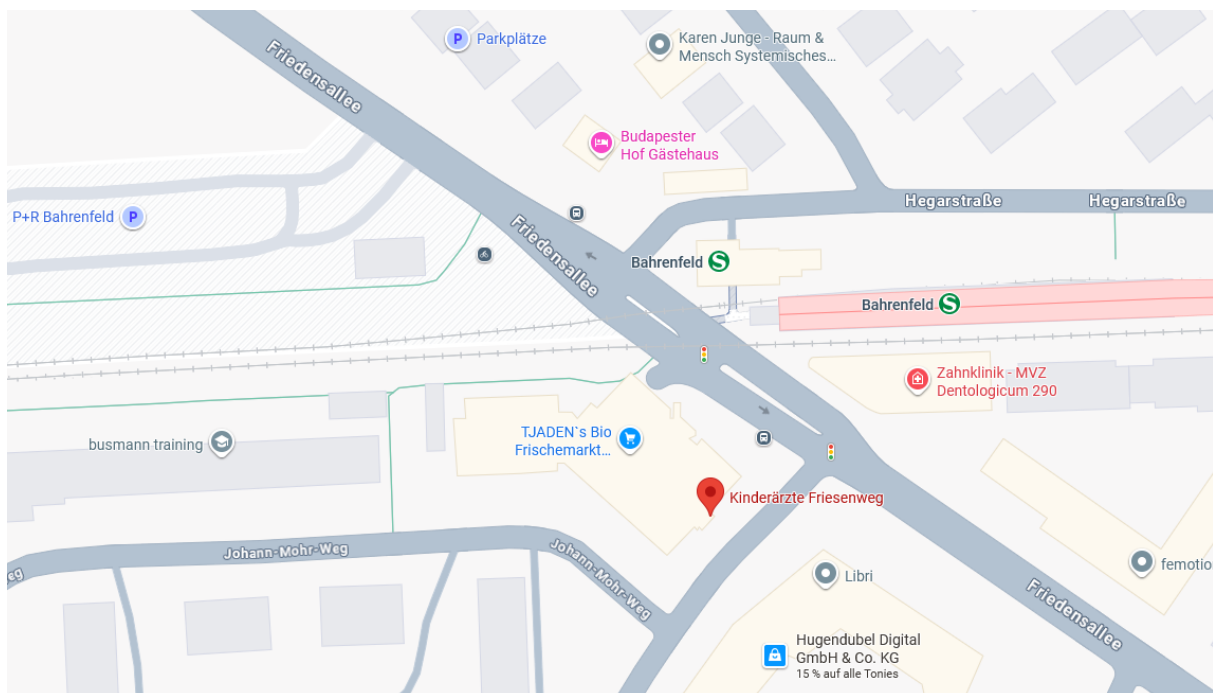 Friedensallee
P
Parkplätze
Karen Junge - Raum &
Mensch Systemisches...
Budapester
Hof Gästehaus
P+R Bahrenfeld
P
Friedensallee
Hegarstraße
Hegarstraße
Bahrenfeld
S
Bahrenfeld
S
Zahnklinik - MVZ
Dentologicum 290
busmann training
TJADEN`s Bio
Frischemarkt...
Kinderärzte Friesenweg
Johann-Mohr-Weg
Johann-Mohr-Weg
eg
Libri
femotio
Friedensallee
Hugendubel Digital
GmbH & Co. KG
15 % auf alle Tonies